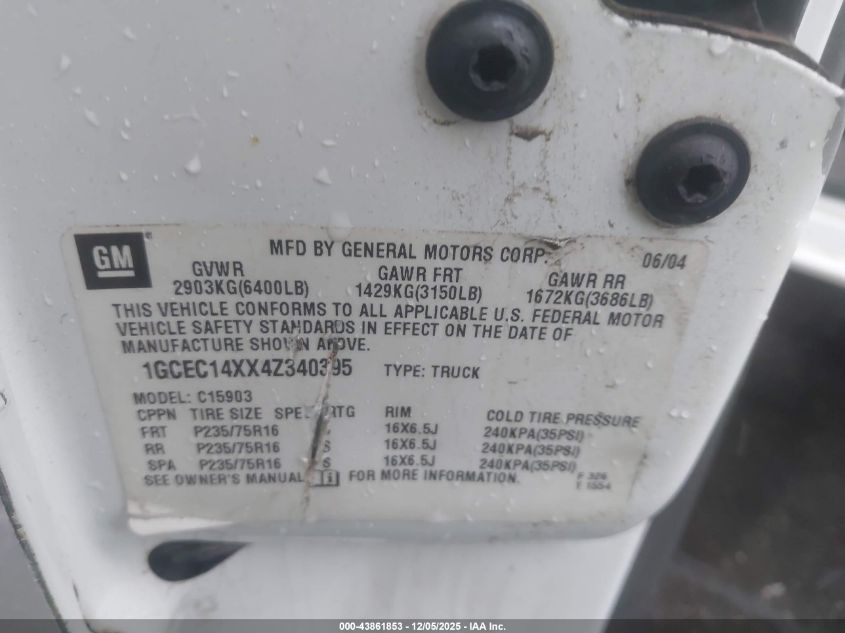 GM
MFD BY GENERAL MOTORS CORP. 06/04
GVWR GAWR FRT GAWR RR
2903KG(6400LB) 1429KG(3150LB) 1672KG(3686LB)
THIS VEHICLE CONFORMS TO ALL APPLICABLE U.S. FEDERAL MOTOR
VEHICLE SAFETY STANDARDS IN EFFECT ON THE DATE OF
MANUFACTURE SHOWN ABOVE.
1GCEC14XX4Z340395 TYPE: TRUCK
MODEL: C15903
CPPN TIRE SIZE RTG RIM COLD TIRE PRESSURE
FRT P235/75R16 16X6.5J 240KPA(35PSI)
RR P235/75R16 S 16X6.5J 240KPA(35PSI)
SPA P235/75R16 S 16X6.5J 240KPA(35PSI)
SEE OWNER'S MANUAL FOR MORE INFORMATION.
F 326
T 1554
000-43861853 - 12/05/2025 - IAA Inc.